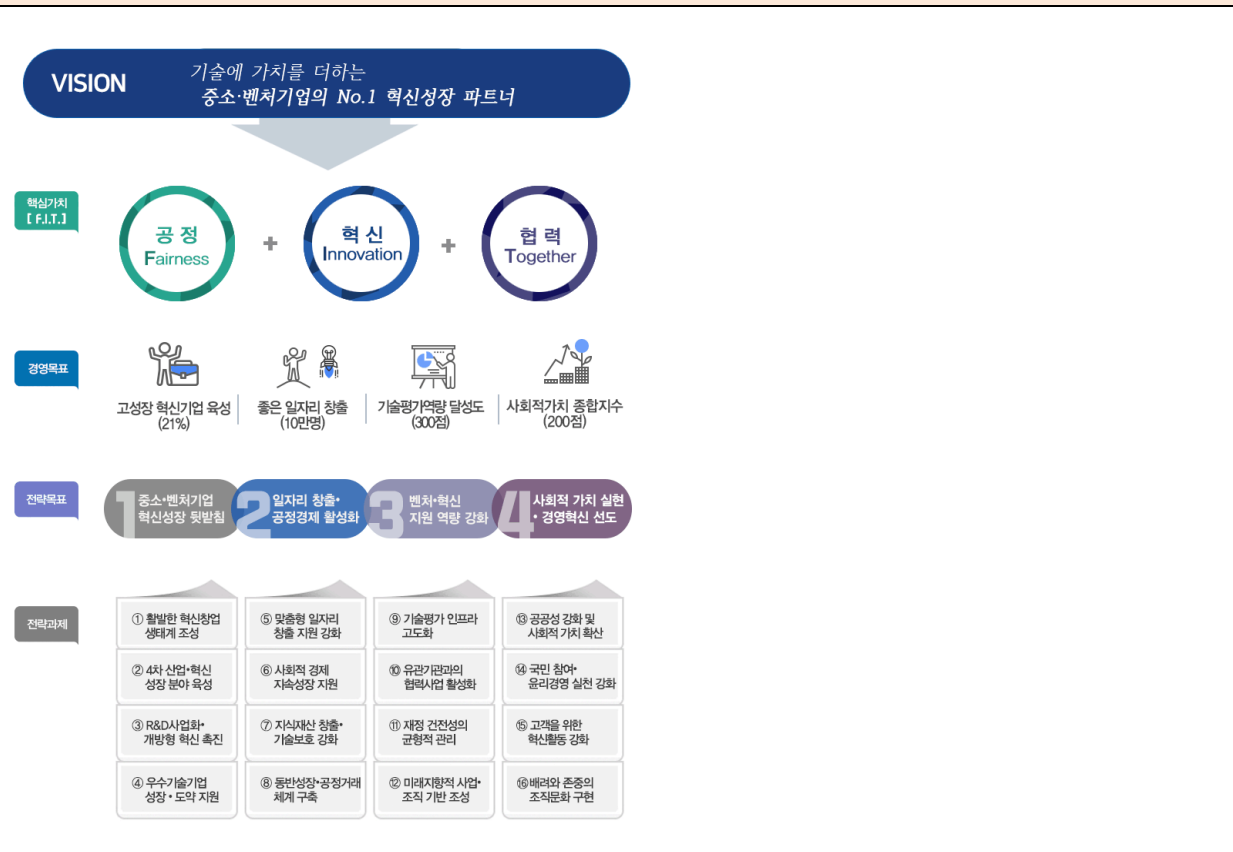 VISION
기술에 가치를 더하는
중소·벤처기업의 No.1 혁신성장 파트너
핵심가치
[ F.I.T.]
공 정
Fairness
+
혁 신
Innovation
+
협 력
Together
경영목표
고성장 혁신기업 육성
(21%)
좋은 일자리 창출
(10만명)
기술평가역량 달성도
(300점)
사회적가치 종합지수
(200점)
전략목표
1
중소•벤처기업
혁신성장 뒷받침
2
일자리 창출•
공정경제 활성화
3
벤처•혁신
지원 역량 강화
4
사회적 가치 실현
• 경영혁신 선도
전략과제
① 활발한 혁신창업
생태계 조성
② 4차 산업•혁신
성장 분야 육성
③ R&D사업화•
개방형 혁신 촉진
④ 우수기술기업
성장 • 도약 지원
⑤ 맞춤형 일자리
창출 지원 강화
⑥ 사회적 경제
지속성장 지원
⑦ 지식재산 창출•
기술보호 강화
⑧ 동반성장•공정거래
체계 구축
⑨ 기술평가 인프라
고도화
⑩ 유관기관과의
협력사업 활성화
⑪ 재정 건전성의
균형적 관리
⑫ 미래지향적 사업•
조직 기반 조성
⑬ 공공성 강화 및
사회적 가치 확산
⑭ 국민 참여•
윤리경영 실천 강화
⑮ 고객을 위한
혁신활동 강화
⑯배려와 존중의
조직문화 구현